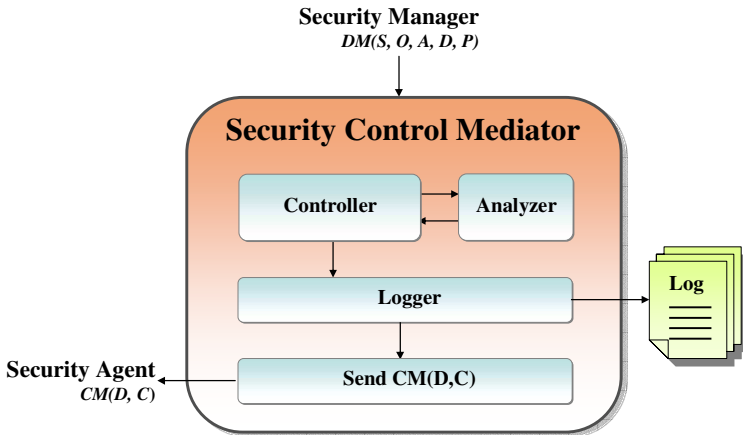 Security Manager
DM(S, O, A, D, P)
Security Control Mediator
Controller
Analyzer
Logger
Log
Send CM(D,C)
Security Agent
CM(D, C)